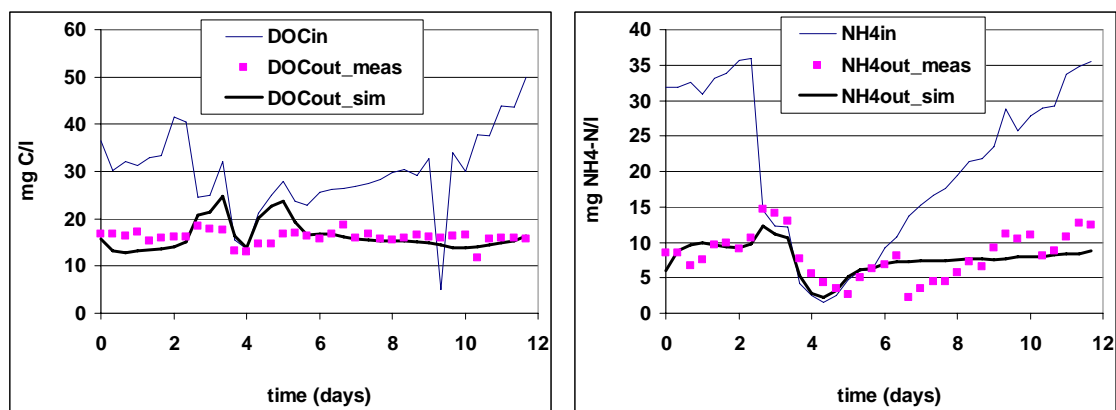 60
50
40
30
20
10
0
mg C/l
DOCin
DOCout_meas
DOCout_sim
0 2 4 6 8 10 12
time (days)
40
35
30
25
20
15
10
5
0
mg NH4-N/l
NH4in
NH4out_meas
NH4out_sim
0 2 4 6 8 10 12
time (days)